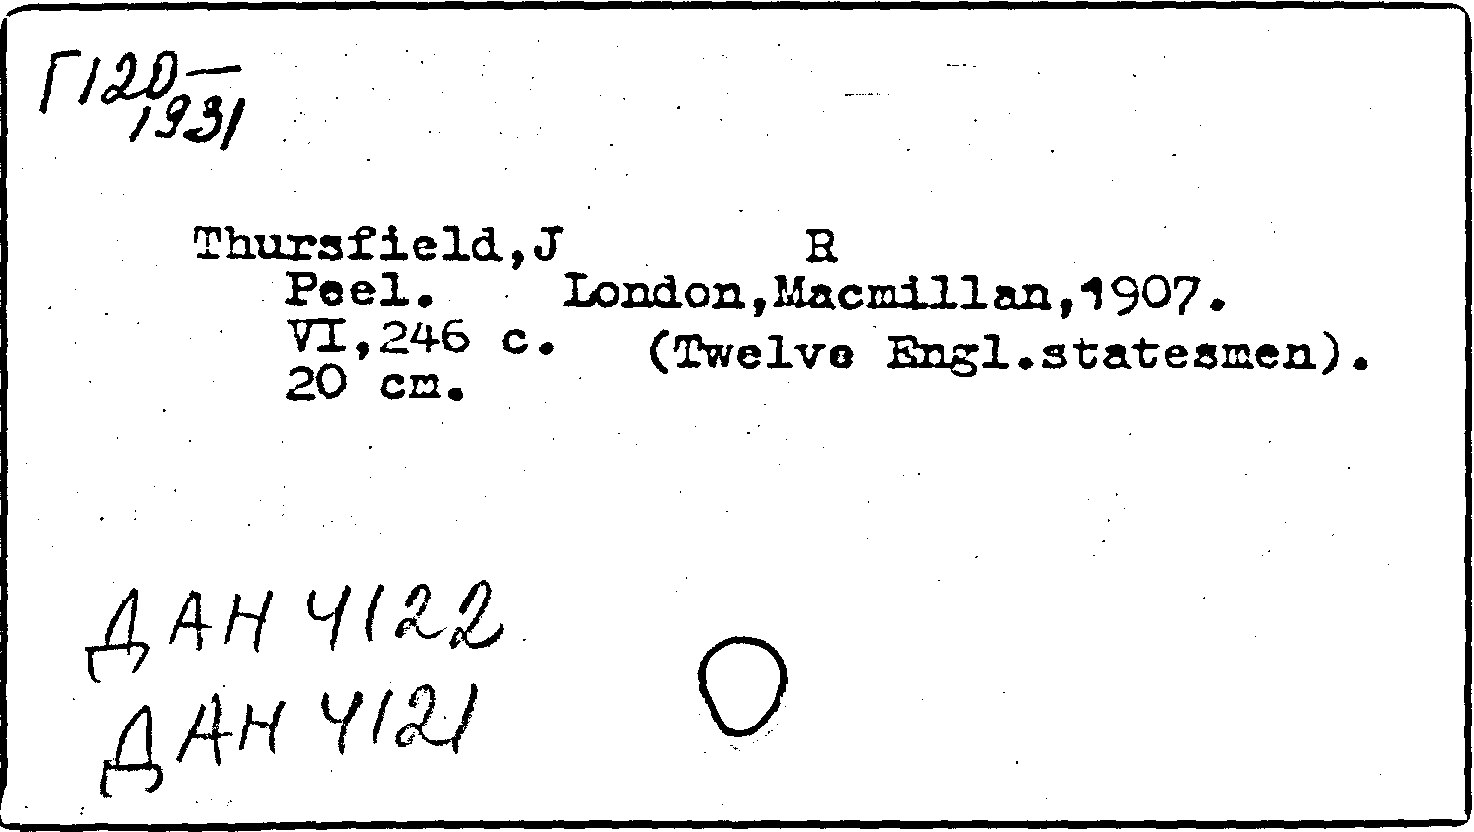 Г120—
1931
Thursfield,J R
Peel. London,Macmillan,1907.
VI,246 c. (Twelve Engl.statesmen).
20 cm.
ДАН 4122
ДАН 4121